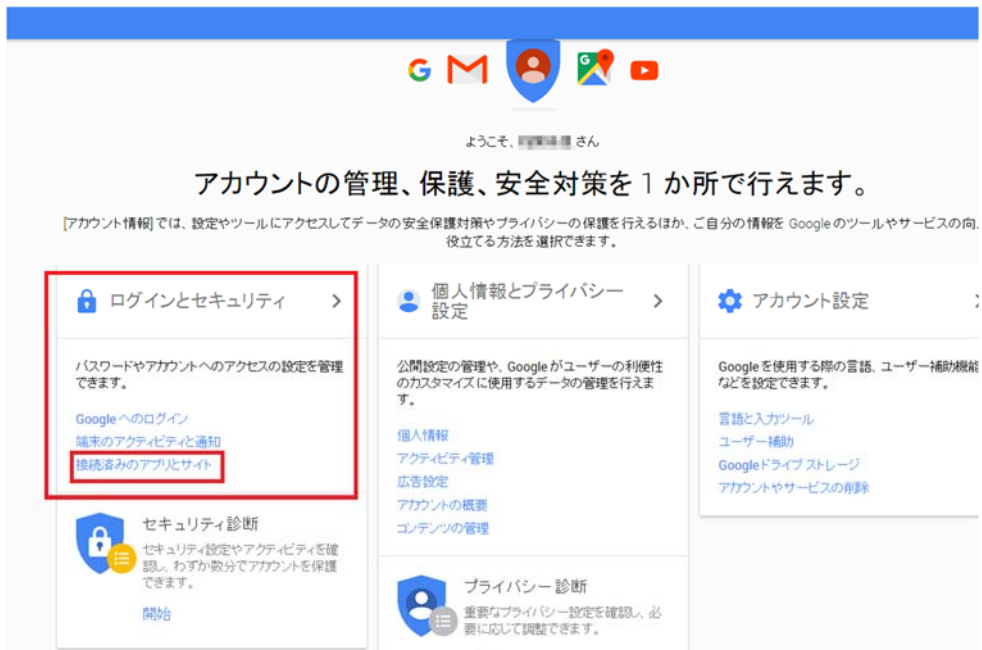 ようこそ、 さん
アカウントの管理、保護、安全対策を 1 か所で行えます。
[アカウント情報] では、設定やツールにアクセスしてデータの安全保護対策やプライバシーの保護を行えるほか、ご自分の情報を Google のツールやサービスの向
役立てる方法を選択できます。
ログインとセキュリティ
パスワードやアカウントへのアクセスの設定を管理
できます。
Google へのログイン
端末のアクティビティと通知
接続済みのアプリとサイト
セキュリティ診断
セキュリティ設定やアクティビティを確
認し、わずか数分でアカウントを保護
できます。
開始
個人情報とプライバシー
設定
公開設定の管理や、Google がユーザーの利便性
のカスタマイズに使用するデータの管理を行えま
す。
個人情報
アクティビティ管理
広告設定
アカウントの概要
コンテンツの管理
プライバシー診断
重要なプライバシー設定を確認し、必
要に応じて調整できます。
アカウント設定
Google を使用する際の言語、ユーザー補助機能
などを設定できます。
言語と入力ツール
ユーザー補助
Googleドライブ ストレージ
アカウントやサービスの削除